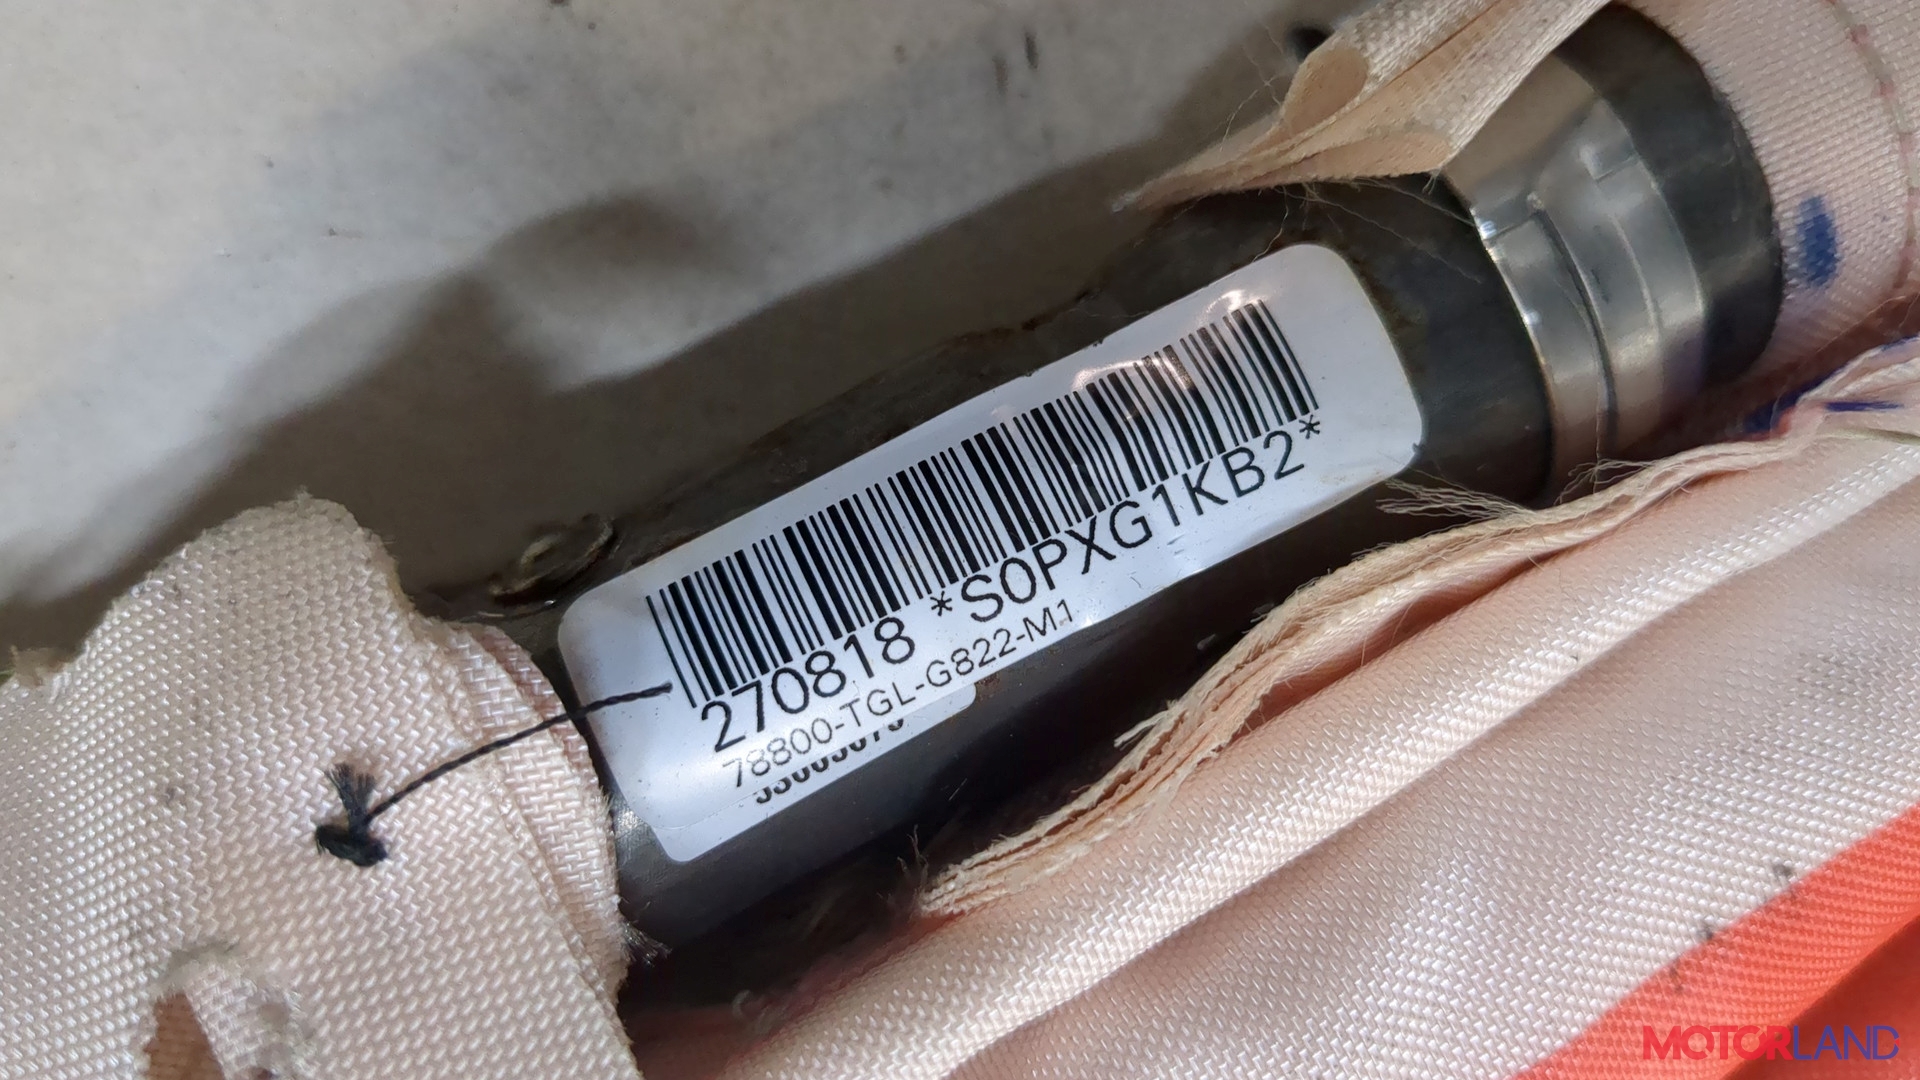 270818 *S0PXG1KB2*
78800-TGL-G822-M1
MOTORLAND